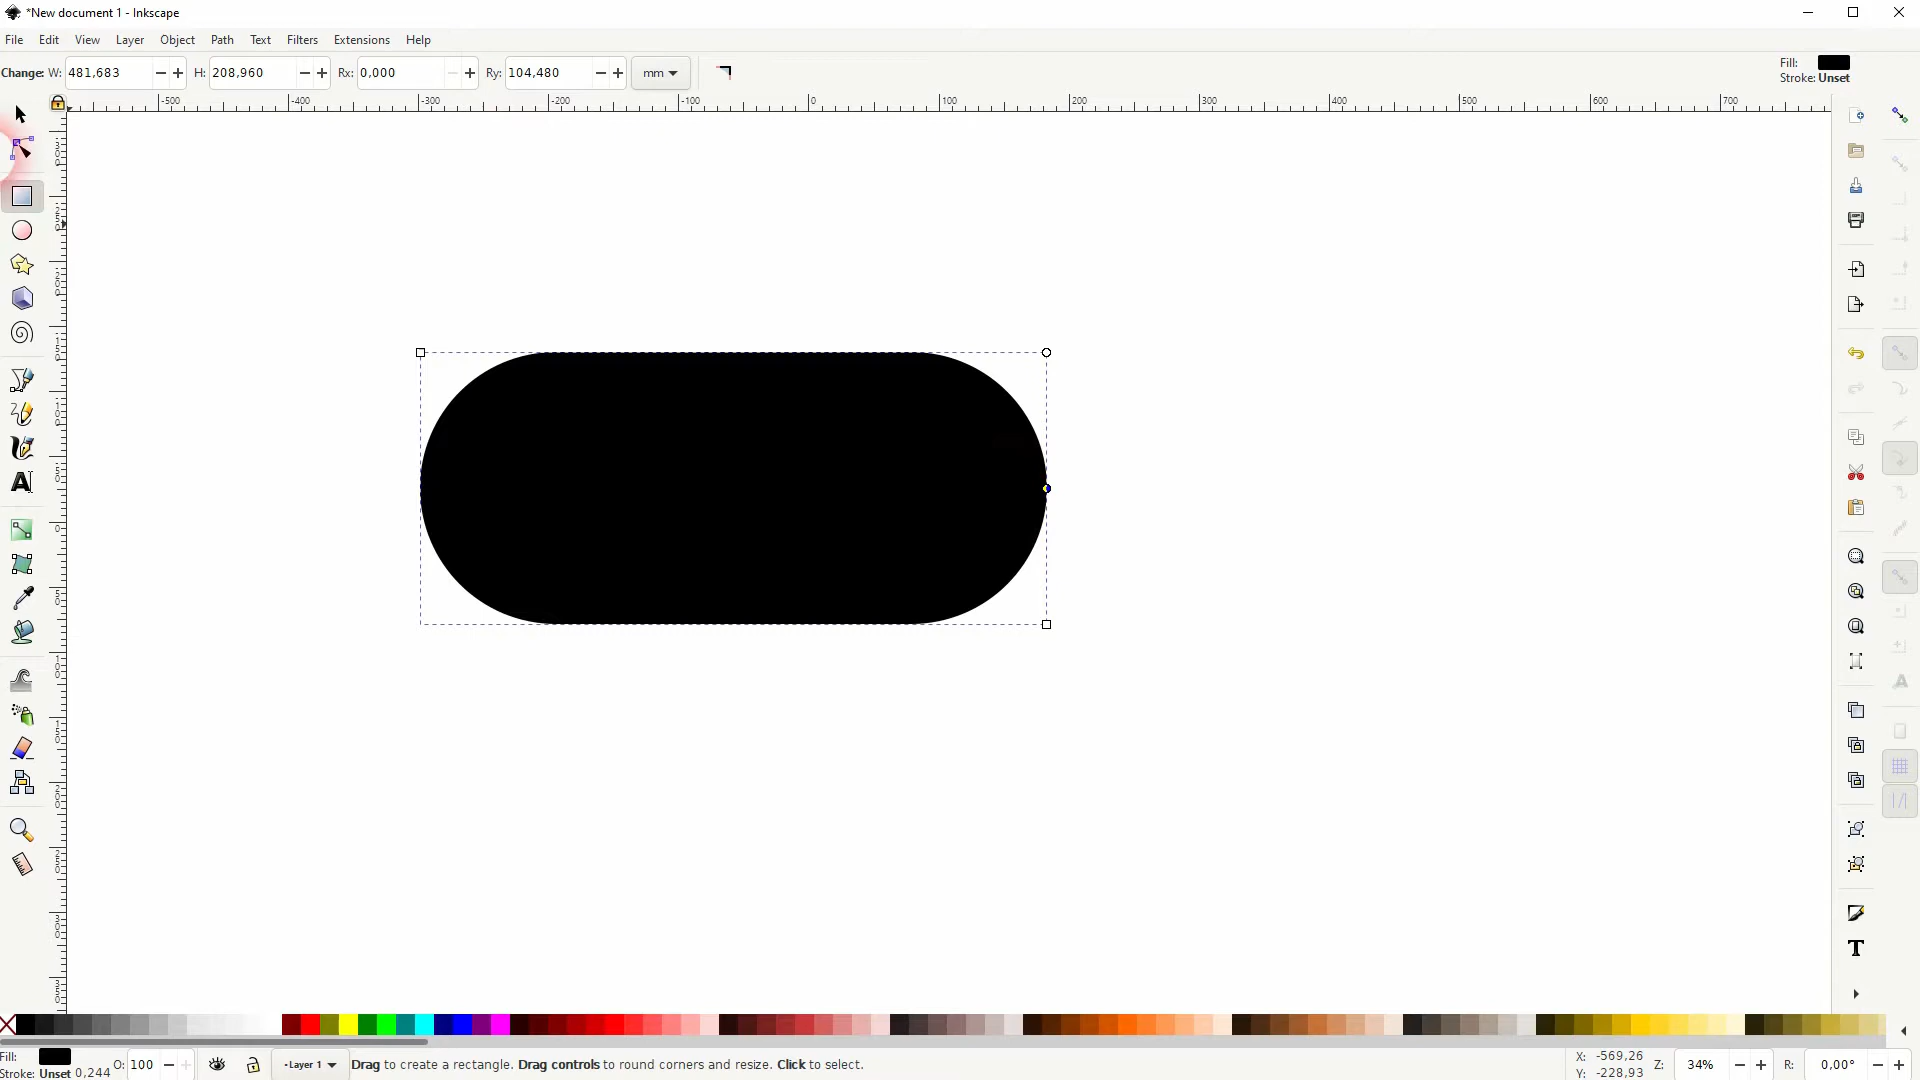 *New document 1 - Inkscape
File Edit View Layer Object Path Text Filters Extensions Help
Change: W: 481,683 H: 208,960 Rx: 0,000 Ry: 104,480 mm
Fill:
Stroke: Unset
-500 -400 -300 -200 -100 0 100 200 300 400 500 600 700
Fill:
Stroke: Unset 0,244
O: 100
-Layer 1
Drag to create a rectangle. Drag controls to round corners and resize. Click to select.
X: -569,26
Y: -228,93
Z: 34%
R: 0,00°